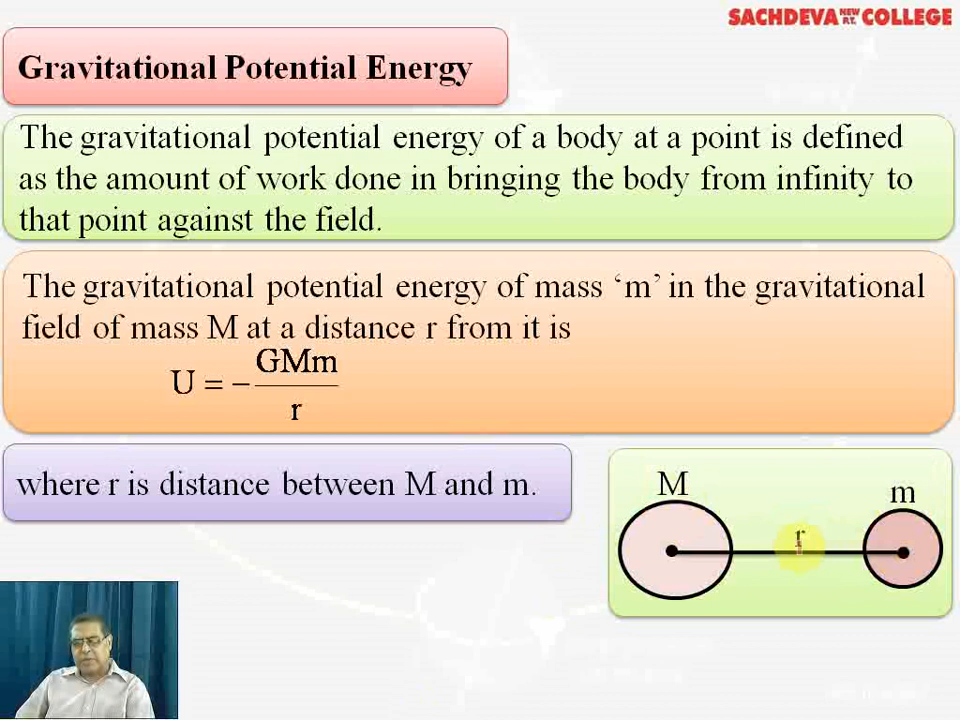 SACHDEVA NEW P.T. COLLEGE
Gravitational Potential Energy
The gravitational potential energy of a body at a point is defined
as the amount of work done in bringing the body from infinity to
that point against the field.
The gravitational potential energy of mass ‘m’ in the gravitational
field of mass M at a distance r from it is
U = − GMm / r
where r is distance between M and m.
M
m
r